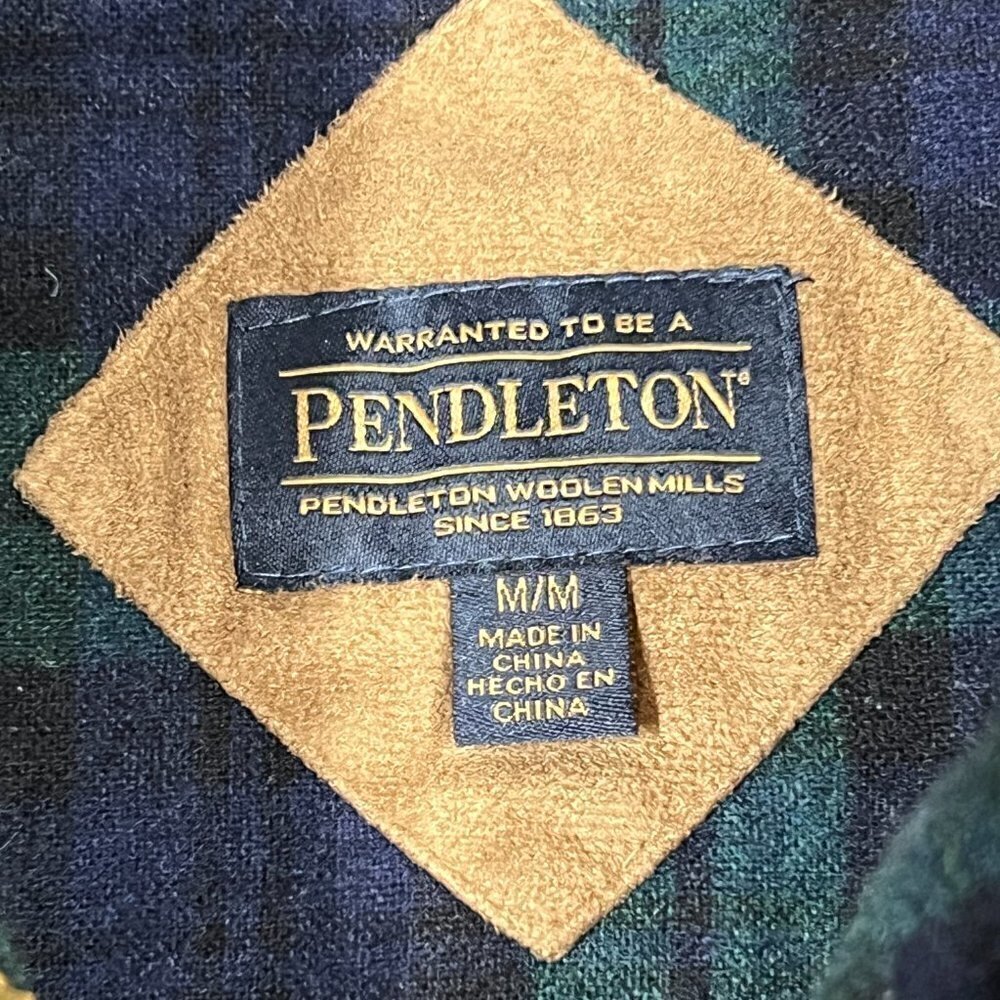 WARRANTED TO BE A
PENDLETON®
PENDLETON WOOLEN MILLS
SINCE 1863
M/M
MADE IN
CHINA
HECHO EN
CHINA